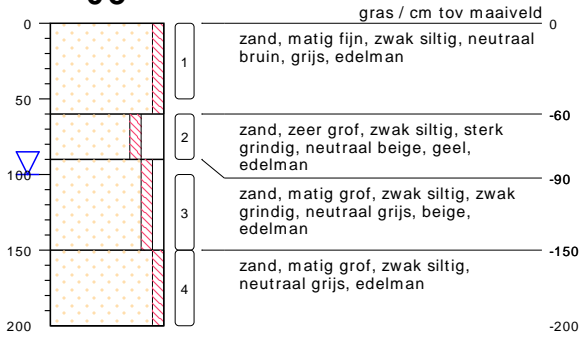 gras / cm tov maaiveld
0
0
zand, matig fijn, zwak siltig, neutraal
bruin, grijs, edelman
1
50
-60
zand, zeer grof, zwak siltig, sterk
grindig, neutraal beige, geel,
edelman
2
100
-90
zand, matig grof, zwak siltig, zwak
grindig, neutraal grijs, beige,
edelman
3
150
-150
zand, matig grof, zwak siltig,
neutraal grijs, edelman
4
200
-200